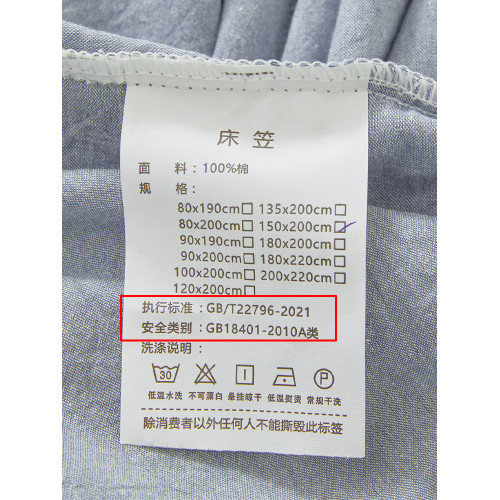 床笠
面 料：100%棉
规 格：
80x190cm□ 135x200cm□
80x200cm□ 150x200cm□
90x190cm□ 180x200cm□
90x200cm□ 180x220cm□
100x200cm□ 200x220cm□
120x200cm□
执行标准：GB/T22796-2021
安全类别：GB18401-2010A类
洗涤说明：
30 P
低温水洗 不可漂白 悬挂晾干 低温熨烫 常规干洗
除消费者以外任何人不能撕毁此标签